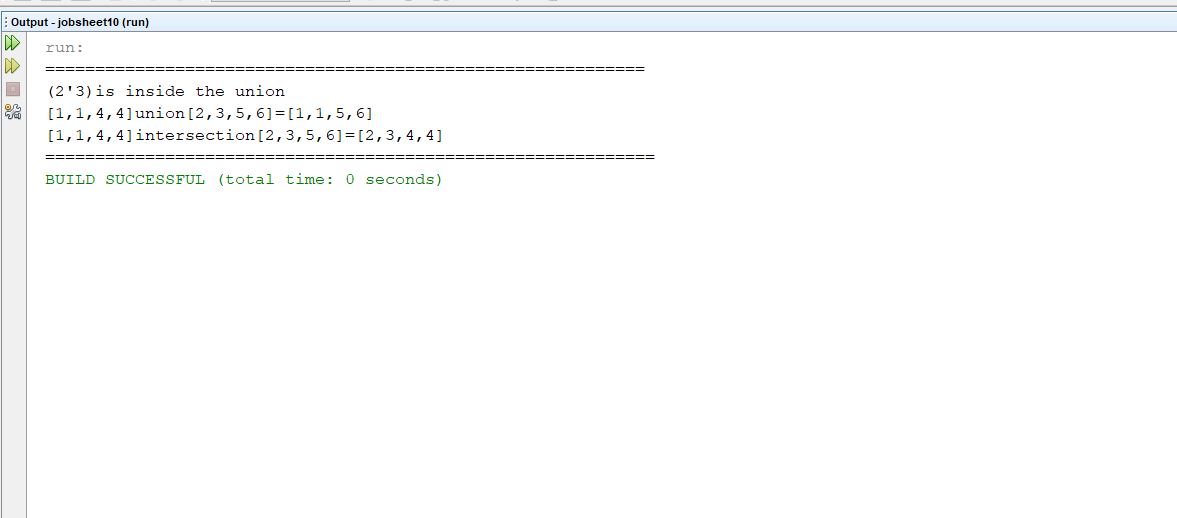 Output - jobsheet10 (run)
run:
============================================================
(2'3)is inside the union
[1,1,4,4]union[2,3,5,6]=[1,1,5,6]
[1,1,4,4]intersection[2,3,5,6]=[2,3,4,4]
=============================================================
BUILD SUCCESSFUL (total time: 0 seconds)